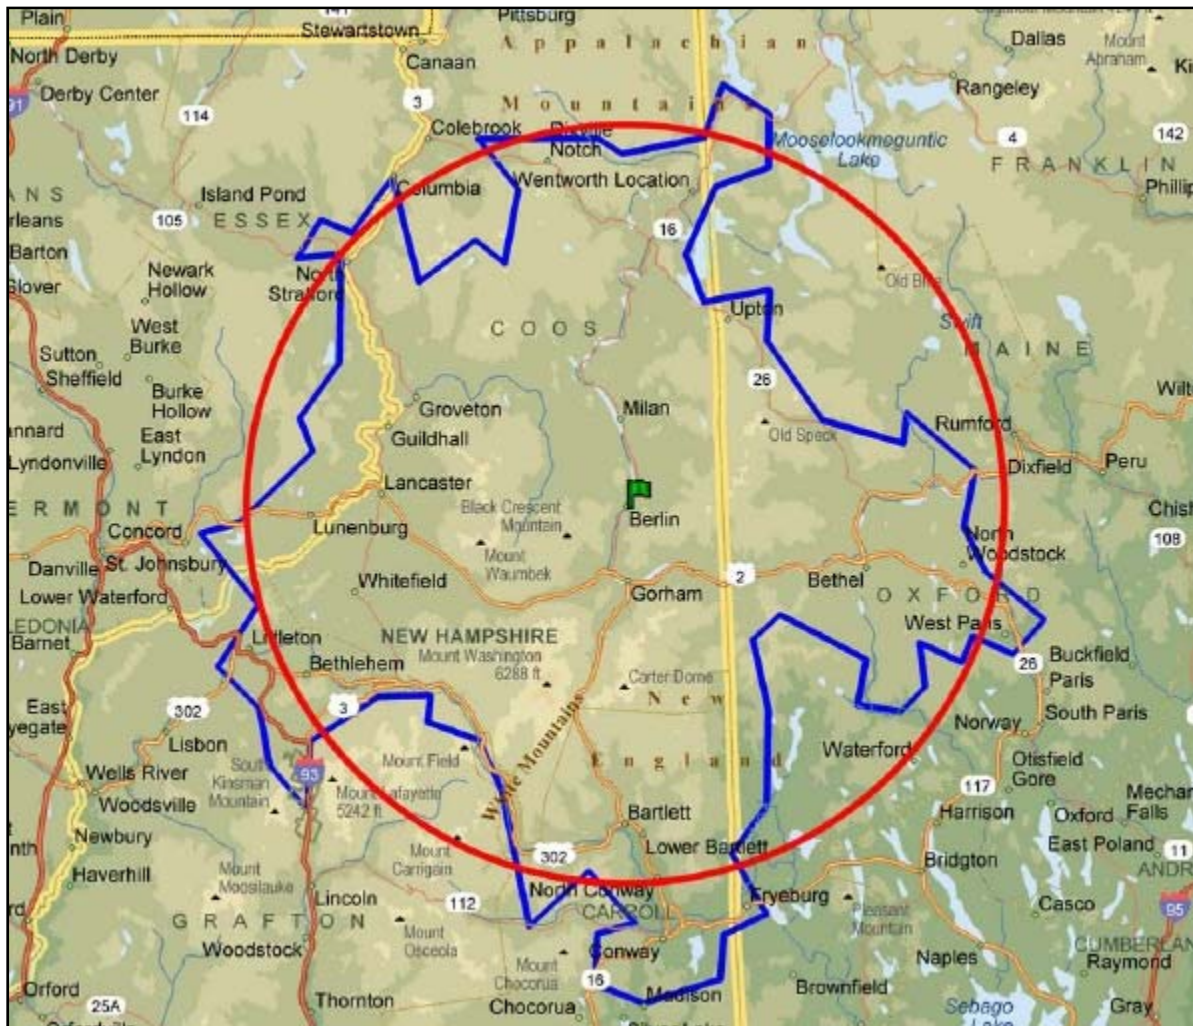 Plain
Pittsburg
Stewartstown
Appalachian
Dallas
Mount
Abraham
North Derby
Canaan
Rangeley
91
Derby Center
3
114
Mountains
Colebrook
Notch
Mooselookmeguntic
Lake
4
142
FRANKLIN
Columbia
Wentworth Location
Island Pond
105
ESSEX
16
Barton
Newark
Hollow
North
Stratford
Old Blue
Upton
COOS
Swift
West
Burke
MAINE
Sutton
Sheffield
Burke
Hollow
26
Groveton
Milan
Old Speck
Rumford
Guildhall
East
Lyndon
Lyndonville
Dixfield
Peru
Lancaster
Berlin
Black Crescent
Mountain
VERMONT
Concord
Lunenburg
North
Woodstock
108
Mount
Waumbek
Danville
St. Johnsbury
Whitefield
2
Bethel
Gorham
OXFORD
Lower Waterford
West Paris
Barnet
Littleton
NEW HAMPSHIRE
Mount Washington
6288 ft
Bethlehem
Carter Dome
26
Buckfield
Paris
New
3
302
East
South Paris
Norway
Lisbon
White Mountains
Mount Field
Waterford
Otisfield
Gore
England
South
Kinsman
Mountain
93
Wells River
Woodsville
Mount Lafayette
5242 ft
117
Harrison
Oxford
Bartlett
Newbury
Mount
Carrigain
302
Lower Bartlett
East Poland
11
Bridgton
Haverhill
Mount
Moosilauke
Lincoln
North Conway
Fryeburg
112
CARROLL
Casco
95
GRAFTON
Pleasant
Mountain
Woodstock
Mount
Osceola
Conway
Naples
Raymond
Mount
Chocorua
16
Madison
Brownfield
Orford
25A
Thornton
Chocorua
Sebago
Lake
Gray